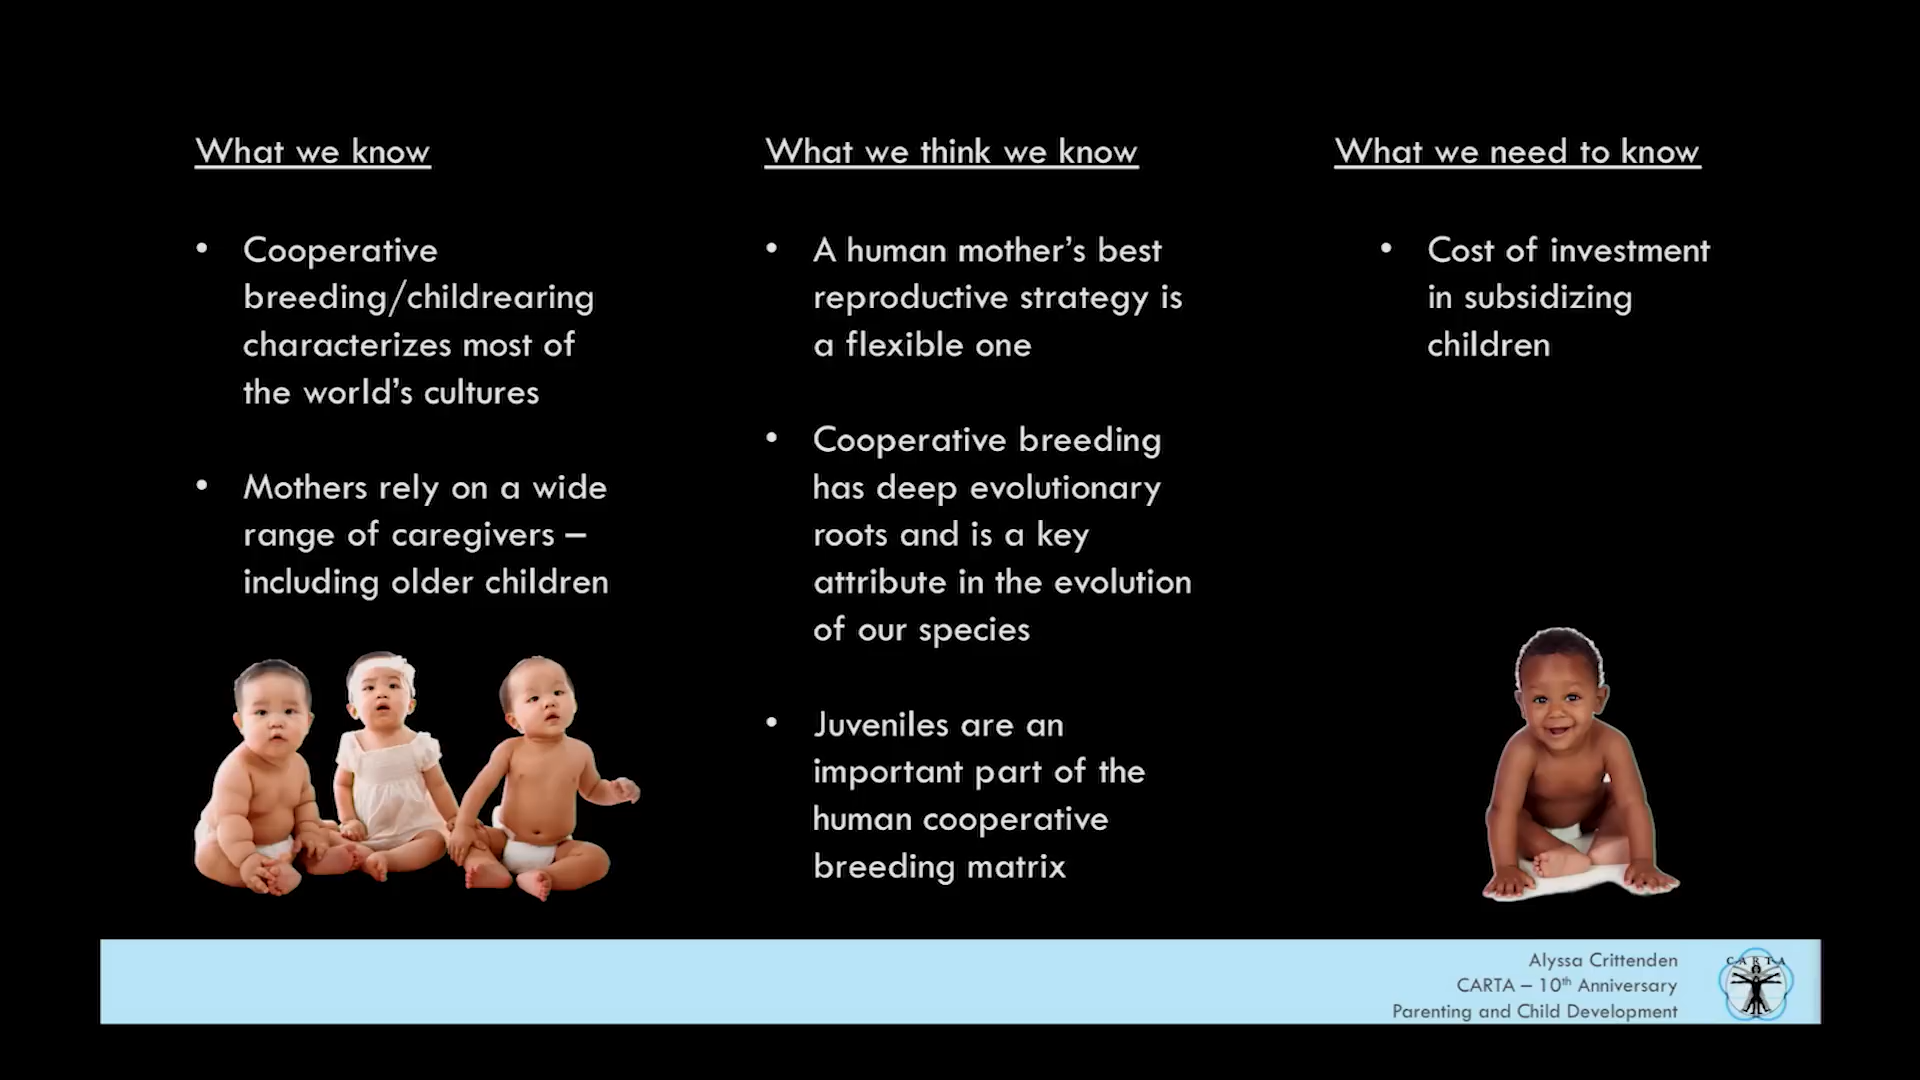 What we know
• Cooperative
breeding/childrearing
characterizes most of
the world’s cultures
• Mothers rely on a wide
range of caregivers –
including older children
What we think we know
• A human mother’s best
reproductive strategy is
a flexible one
• Cooperative breeding
has deep evolutionary
roots and is a key
attribute in the evolution
of our species
• Juveniles are an
important part of the
human cooperative
breeding matrix
What we need to know
• Cost of investment
in subsidizing
children
Alyssa Crittenden
CARTA – 10th Anniversary
Parenting and Child Development
CARTA